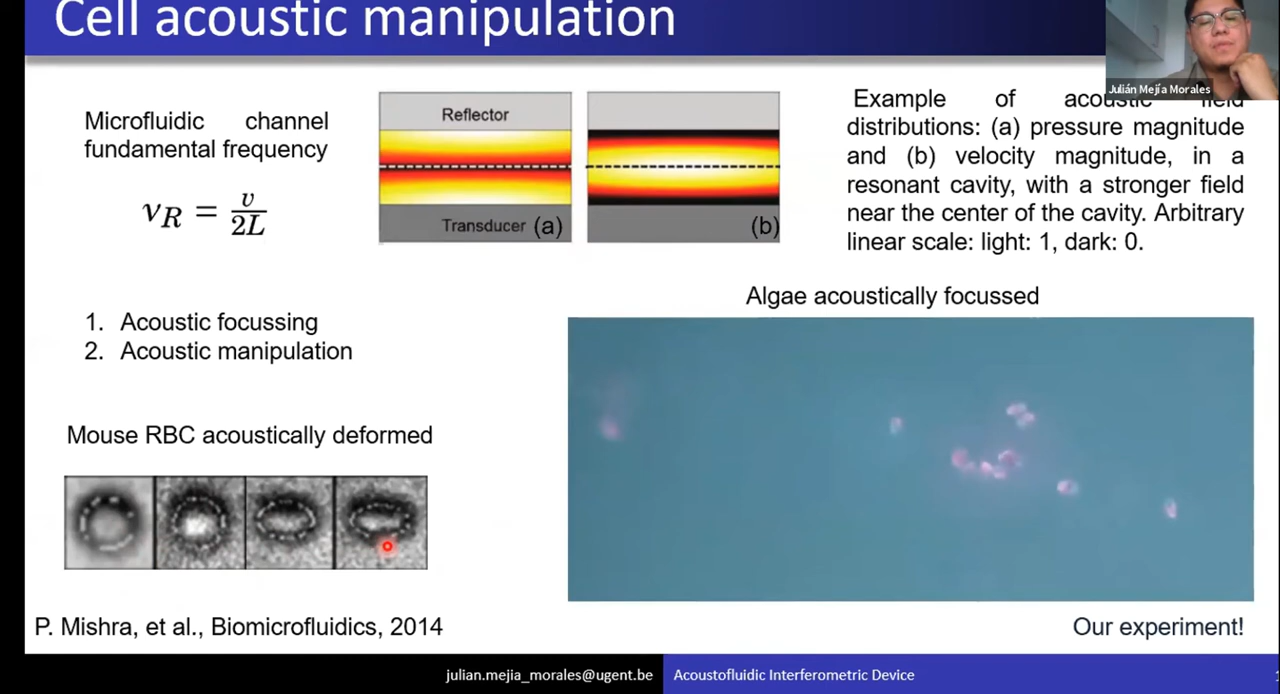 Cell acoustic manipulation
Julián Mejía Morales
Microfluidic channel
fundamental frequency
νR = v/2L
Reflector
Transducer (a)
(b)
Example of acoustic field
distributions: (a) pressure magnitude
and (b) velocity magnitude, in a
resonant cavity, with a stronger field
near the center of the cavity. Arbitrary
linear scale: light: 1, dark: 0.
1. Acoustic focussing
2. Acoustic manipulation
Algae acoustically focussed
Mouse RBC acoustically deformed
P. Mishra, et al., Biomicrofluidics, 2014
Our experiment!
julian.mejia_morales@ugent.be
Acoustofluidic Interferometric Device